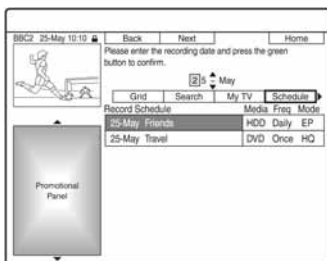 BBC2 25-May 10:10
Back Next Home
Please enter the recording date and press the green
button to confirm.
25 May
Grid Search My TV Schedule
Record Schedule Media Freq Mode
25-May Friends HDD Daily EP
25-May Travel DVD Once HQ
Promotional
Panel